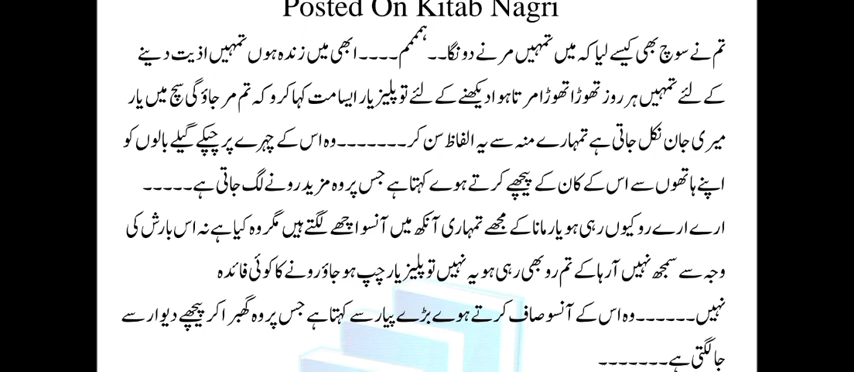 Posted On Kitab Nagri
تم نے سوچ بھی کیسے لیا کہ میں تمہیں مرنے دونگا۔۔ہممم۔۔۔۔ابھی میں زندہ ہوں تمہیں اذیت دینے
کے لئے تمہیں ہر روز تھوڑا تھوڑا مرتا ہوا دیکھنے کے لئے تو پلیز یار ایسا مت کہا کرو کہ تم مر جاؤ گی سچ میں یار
میری جان نکل جاتی ہے تمہارے منہ سے یہ الفاظ سن کر۔۔۔۔۔۔۔وہ اس کے چہرے پر چپکے گیلے بالوں کو
اپنے ہاتھوں سے اس کے کان کے پیچھے کرتے ہوے کہتا ہے جس پر وہ مزید رونے لگ جاتی ہے۔۔۔۔۔
ارے ارے رو کیوں رہی ہو یار مانا کے مجھے تمہاری آنکھ میں آنسو اچھے لگتے ہیں مگر وہ کیا ہے نہ اس بارش کی
وجہ سے سمجھ نہیں آرہا کے تم رو بھی رہی ہو یہ نہیں تو پلیز یار چپ ہو جاؤ رونے کا کوئی فائدہ
نہیں۔۔۔۔۔۔وہ اس کے آنسو صاف کرتے ہوے بڑے پیار سے کہتا ہے جس پر وہ گھبرا کر پیچھے دیوار سے
جا لگتی ہے۔۔۔۔۔۔۔